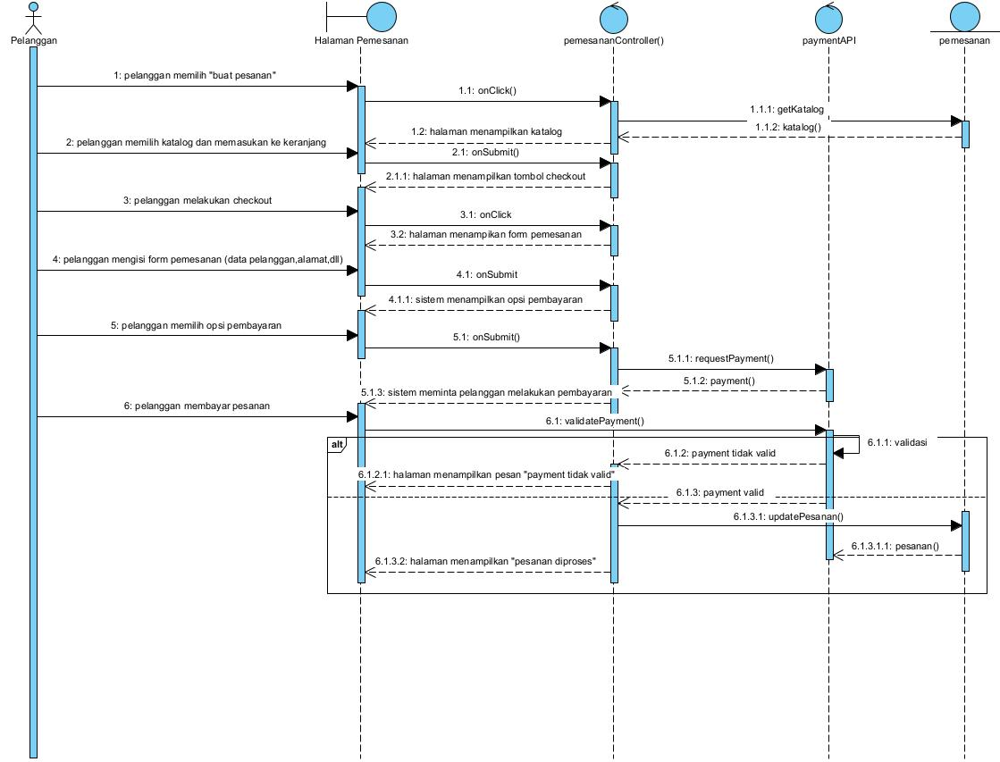 Pelanggan
Halaman Pemesanan
pemesananController()
paymentAPI
pemesanan
1: pelanggan memilih "buat pesanan"
1.1: onClick()
1.1.1: getKatalog
1.1.2: katalog()
1.2: halaman menampilkan katalog
2: pelanggan memilih katalog dan memasukan ke keranjang
2.1: onSubmit()
2.1.1: halaman menampilkan tombol checkout
3: pelanggan melakukan checkout
3.1: onClick
3.2: halaman menampikan form pemesanan
4: pelanggan mengisi form pemesanan (data pelanggan,alamat,dll)
4.1: onSubmit
4.1.1: sistem menampilkan opsi pembayaran
5: pelanggan memilih opsi pembayaran
5.1: onSubmit()
5.1.1: requestPayment()
5.1.2: payment()
5.1.3: sistem meminta pelanggan melakukan pembayaran
6: pelanggan membayar pesanan
6.1: validatePayment()
alt
6.1.1: validasi
6.1.2: payment tidak valid
6.1.2.1: halaman menampilkan pesan "payment tidak valid"
6.1.3: payment valid
6.1.3.1: updatePesanan()
6.1.3.1.1: pesanan()
6.1.3.2: halaman menampilkan "pesanan diproses"